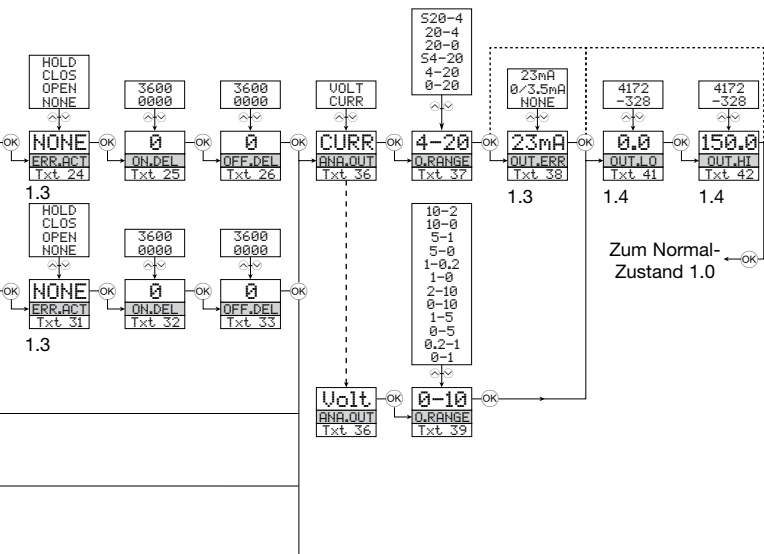 S20-4
20-4
20-0
S4-20
4-20
0-20
HOLD
CLOS
OPEN
NONE
3600
0000
3600
0000
VOLT
CURR
23mA
0/3.5mA
NONE
4172
-328
4172
-328
OK
NONE
ERR.ACT
Txt 24
OK
0
ON.DEL
Txt 25
OK
0
OFF.DEL
Txt 26
OK
CURR
ANA.OUT
Txt 36
OK
4-20
O.RANGE
Txt 37
OK
23mA
OUT.ERR
Txt 38
OK
0.0
OUT.LO
Txt 41
OK
150.0
OUT.HI
Txt 42
1.3
1.3
1.4
1.4
HOLD
CLOS
OPEN
NONE
3600
0000
3600
0000
10-2
10-0
5-1
5-0
1-0.2
1-0
2-10
0-10
1-5
0-5
0.2-1
0-1
Zum Normal-
Zustand 1.0
OK
OK
NONE
ERR.ACT
Txt 31
OK
0
ON.DEL
Txt 32
OK
0
OFF.DEL
Txt 33
OK
1.3
Volt
ANA.OUT
Txt 36
OK
0-10
O.RANGE
Txt 39
OK